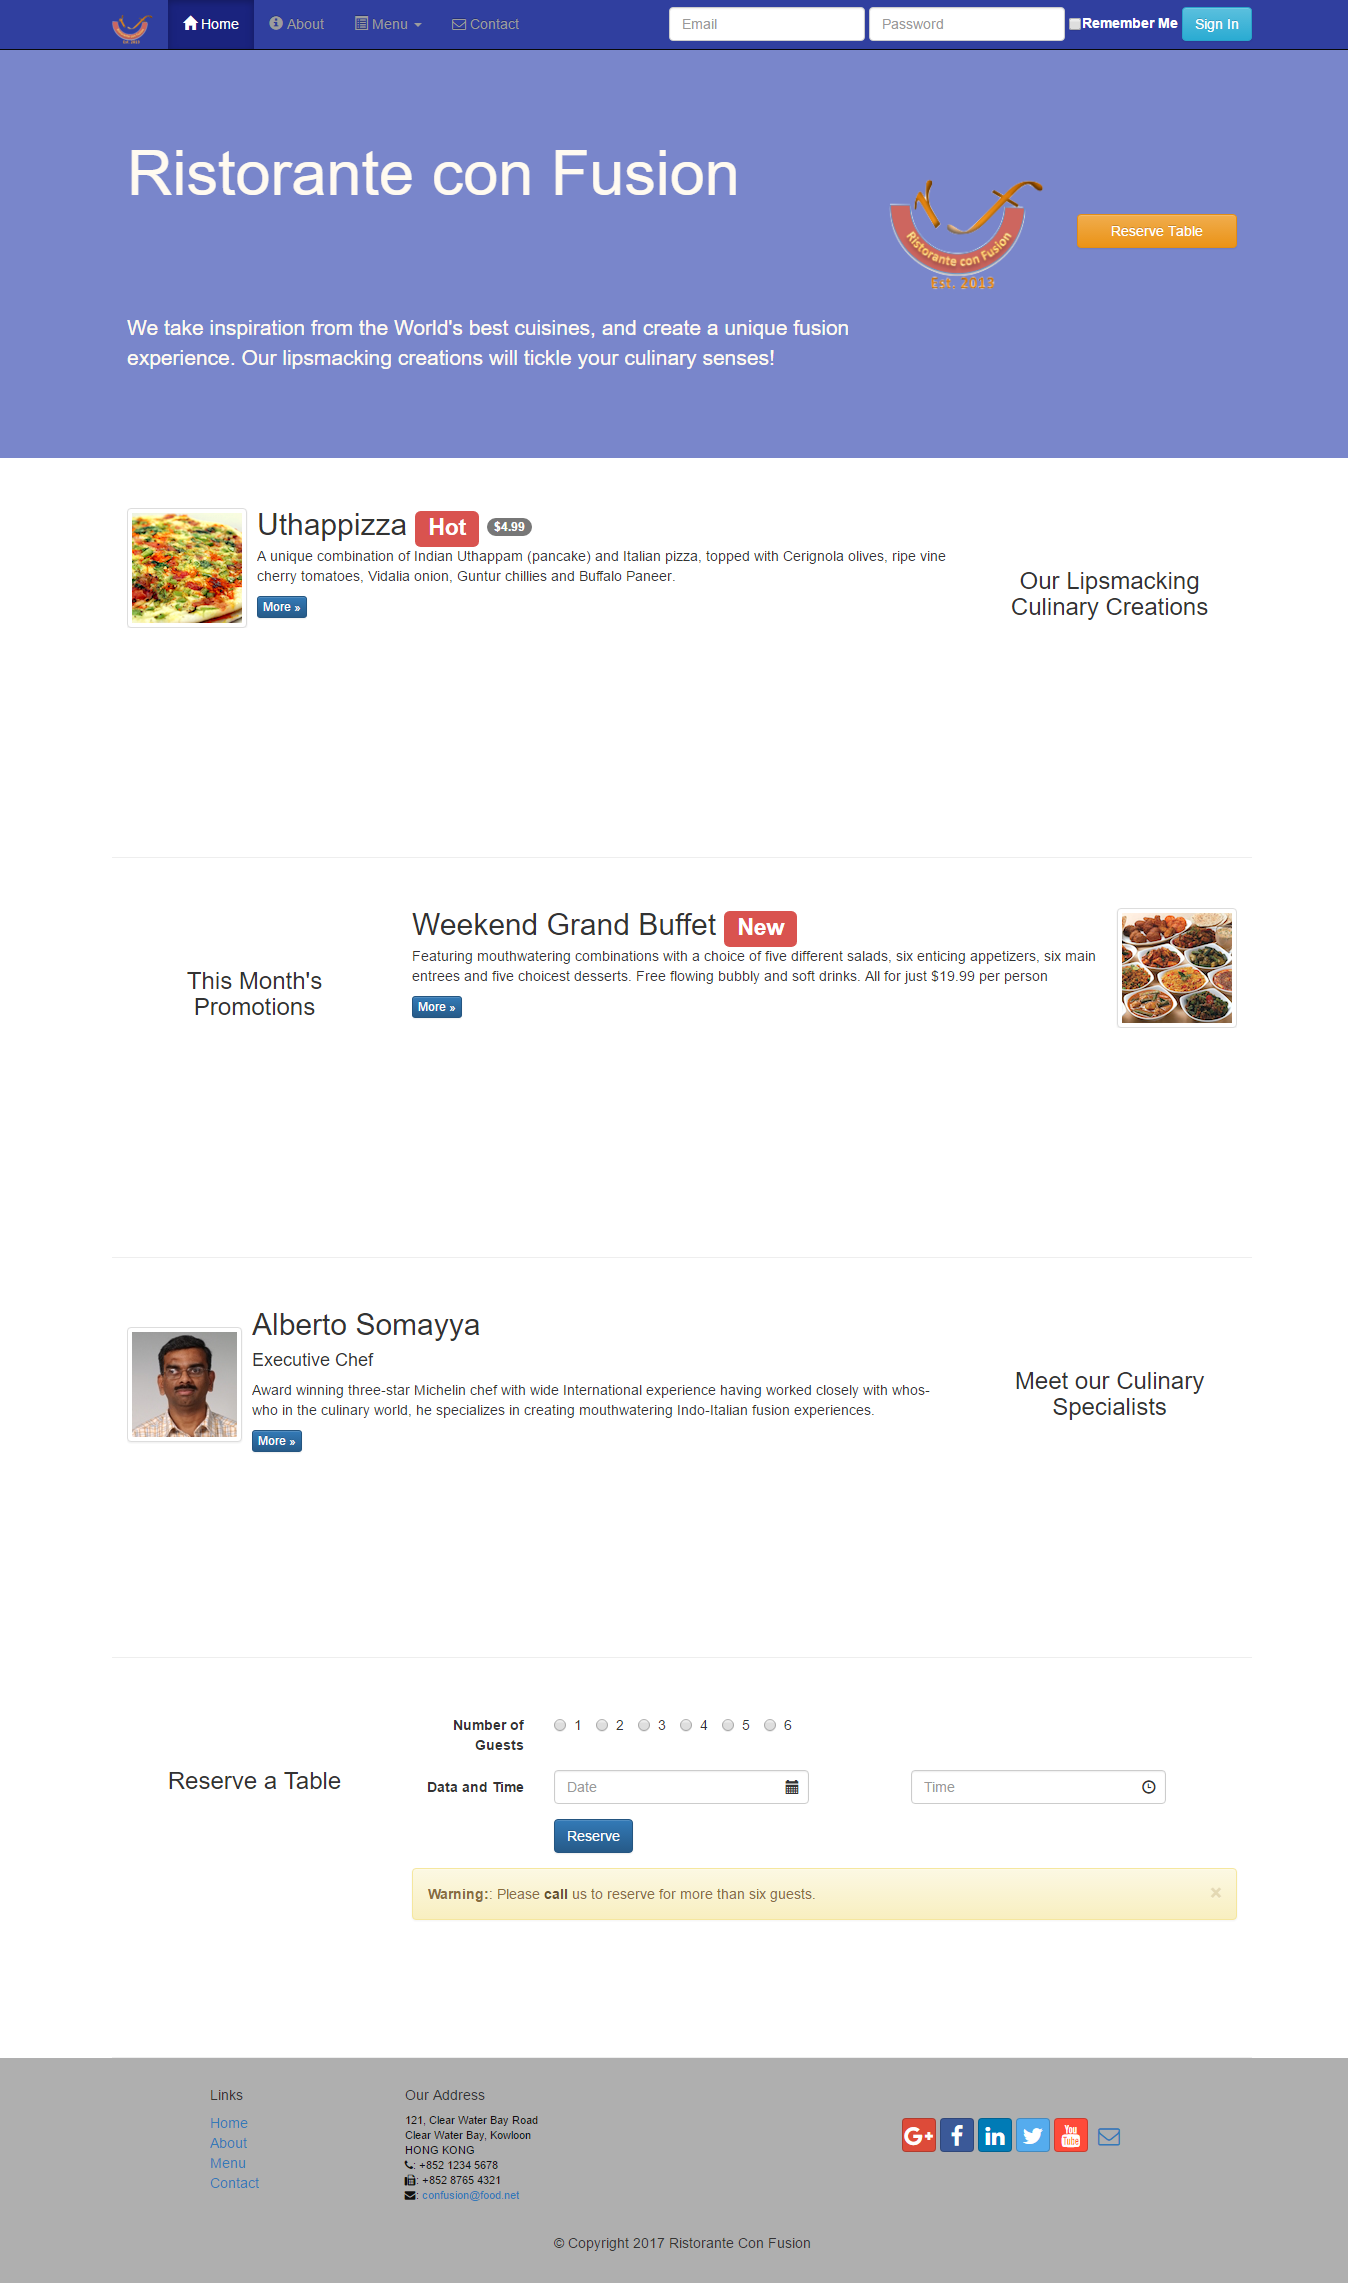 Home
About
Menu
Contact
Email
Password
Remember Me
Sign In
Ristorante con Fusion
Ristorante con Fusion
Est. 2013
Reserve Table
We take inspiration from the World's best cuisines, and create a unique fusion
experience. Our lipsmacking creations will tickle your culinary senses!
Uthappizza Hot $4.99
A unique combination of Indian Uthappam (pancake) and Italian pizza, topped with Cerignola olives, ripe vine
cherry tomatoes, Vidalia onion, Guntur chillies and Buffalo Paneer.
More »
Our Lipsmacking
Culinary Creations
This Month's
Promotions
Weekend Grand Buffet New
Featuring mouthwatering combinations with a choice of five different salads, six enticing appetizers, six main
entrees and five choicest desserts. Free flowing bubbly and soft drinks. All for just $19.99 per person
More »
Alberto Somayya
Executive Chef
Award winning three-star Michelin chef with wide International experience having worked closely with whos-
who in the culinary world, he specializes in creating mouthwatering Indo-Italian fusion experiences.
More »
Meet our Culinary
Specialists
Reserve a Table
Number of
Guests
1 2 3 4 5 6
Data and Time
Date
Time
Reserve
Warning:: Please call us to reserve for more than six guests.
×
Links
Home
About
Menu
Contact
Our Address
121, Clear Water Bay Road
Clear Water Bay, Kowloon
HONG KONG
: +852 1234 5678
: +852 8765 4321
: confusion@food.net
G+ f in You Tube
© Copyright 2017 Ristorante Con Fusion